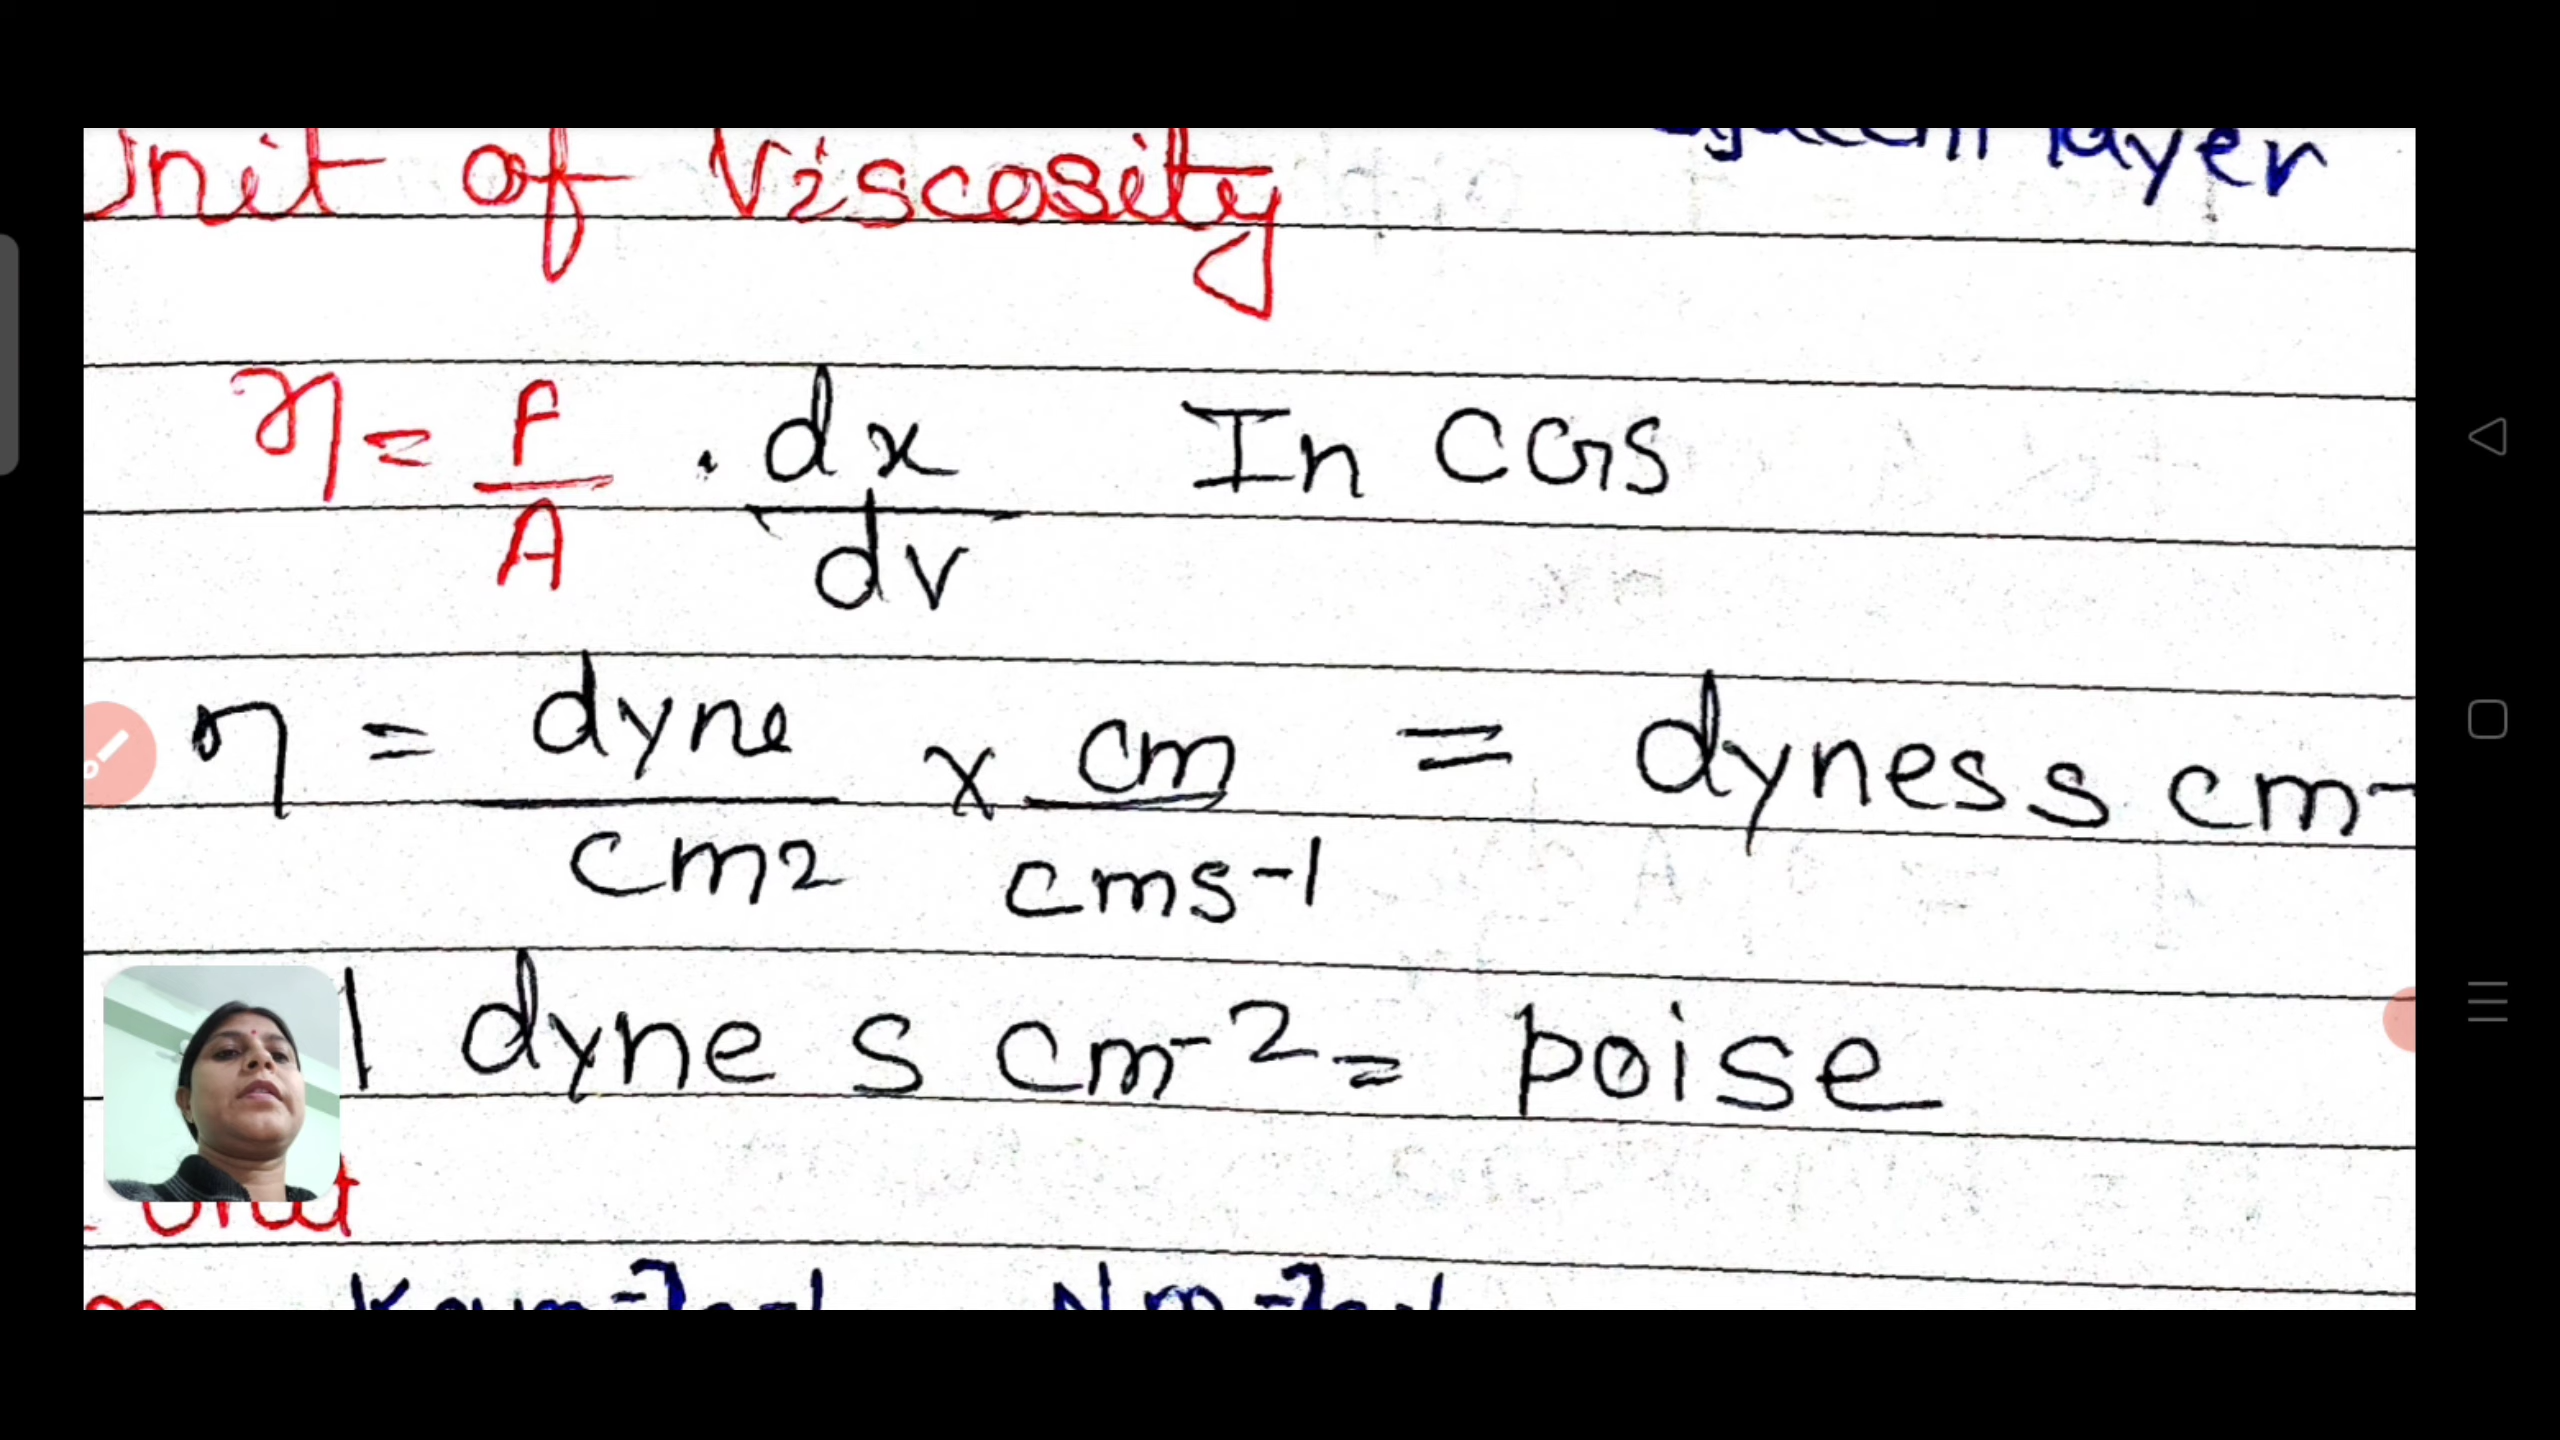 Unit of Viscosity
layer
η = F/A . dx/dv In CGS
η = dyne/cm2 x cm/cms-1 = dyness s cm-
1 dyne s cm-2 = poise
unit